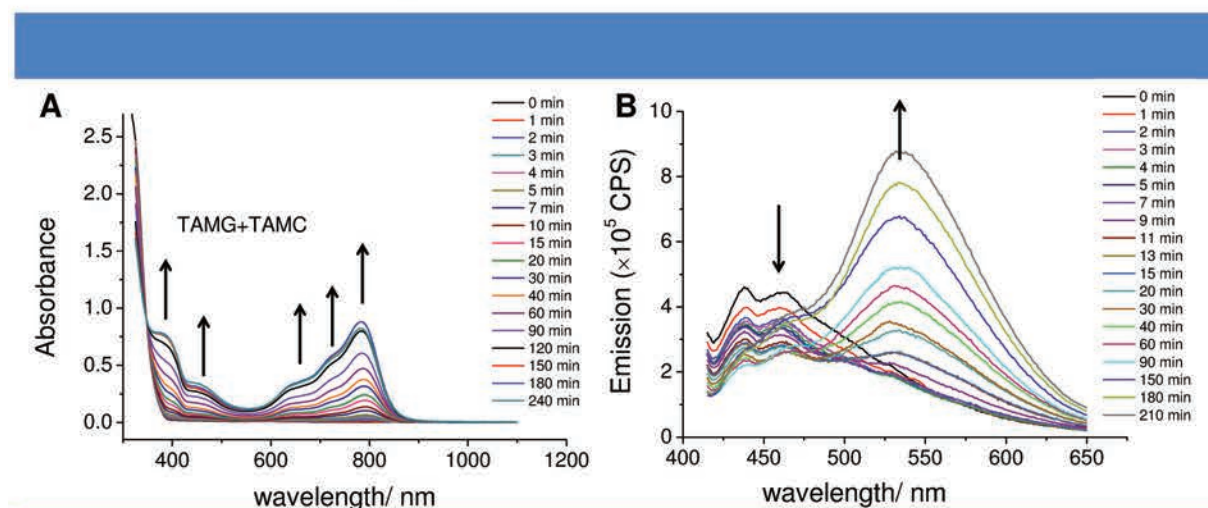 A
Absorbance
2.5
2.0
1.5
1.0
0.5
0.0
TAMG+TAMC
0 min
1 min
2 min
3 min
4 min
5 min
7 min
10 min
15 min
20 min
30 min
40 min
60 min
90 min
120 min
150 min
180 min
240 min
400 600 800 1000 1200
wavelength/ nm
B
Emission (×10⁵ CPS)
10
8
6
4
2
0
0 min
1 min
2 min
3 min
4 min
5 min
7 min
9 min
11 min
13 min
15 min
20 min
30 min
40 min
60 min
90 min
150 min
180 min
210 min
400 450 500 550 600 650
wavelength/ nm